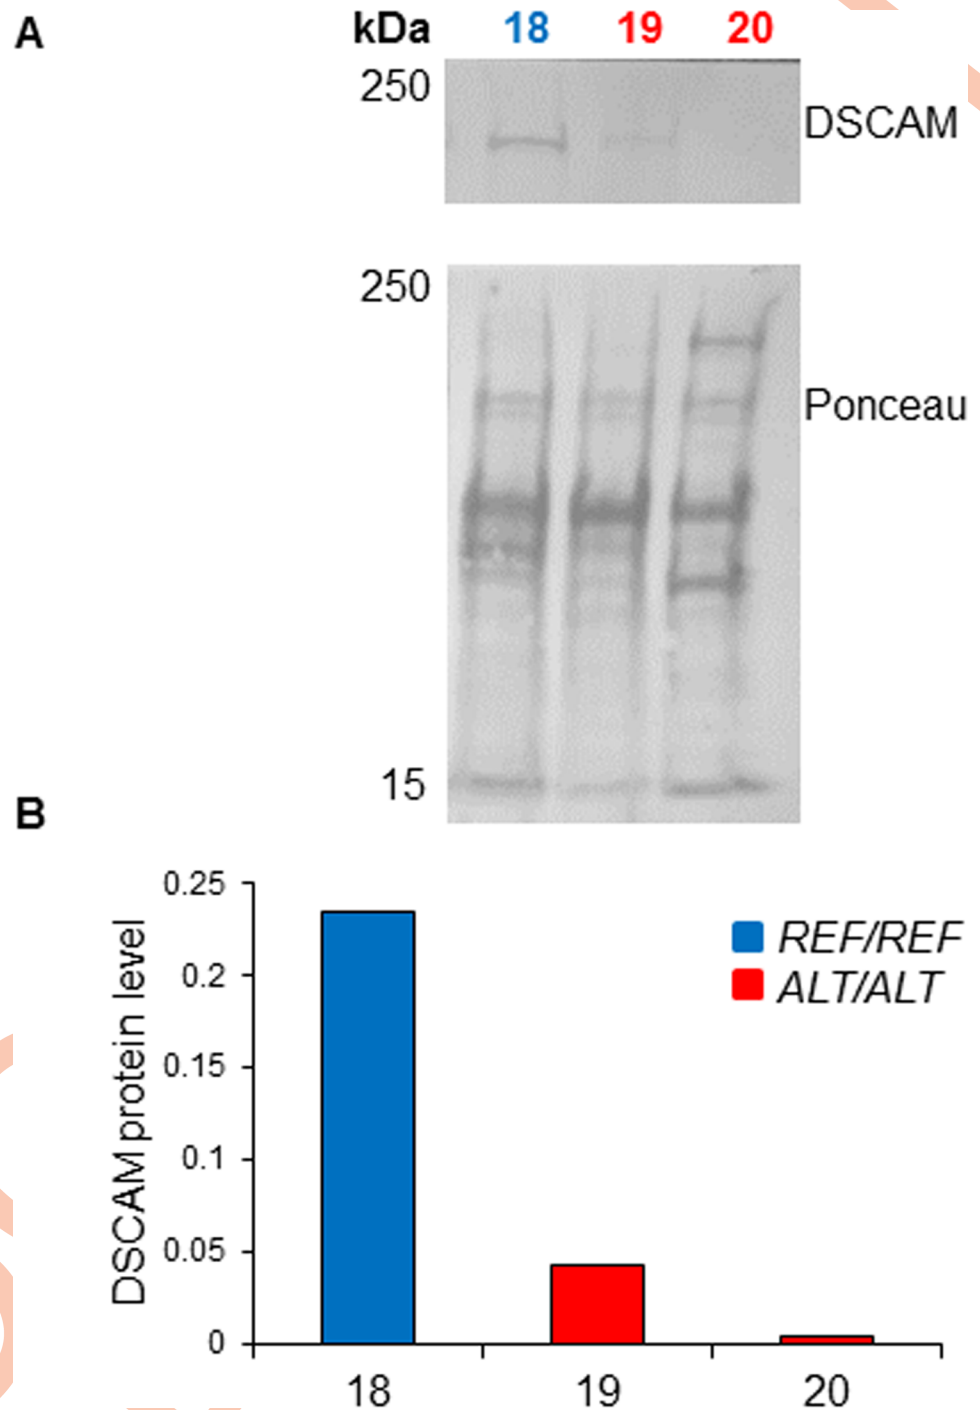 A
kDa 18 19 20
250
DSCAM
250
Ponceau
15
B
0.25
0.2
0.15
0.1
0.05
0
DSCAM protein level
REF/REF
ALT/ALT
18 19 20